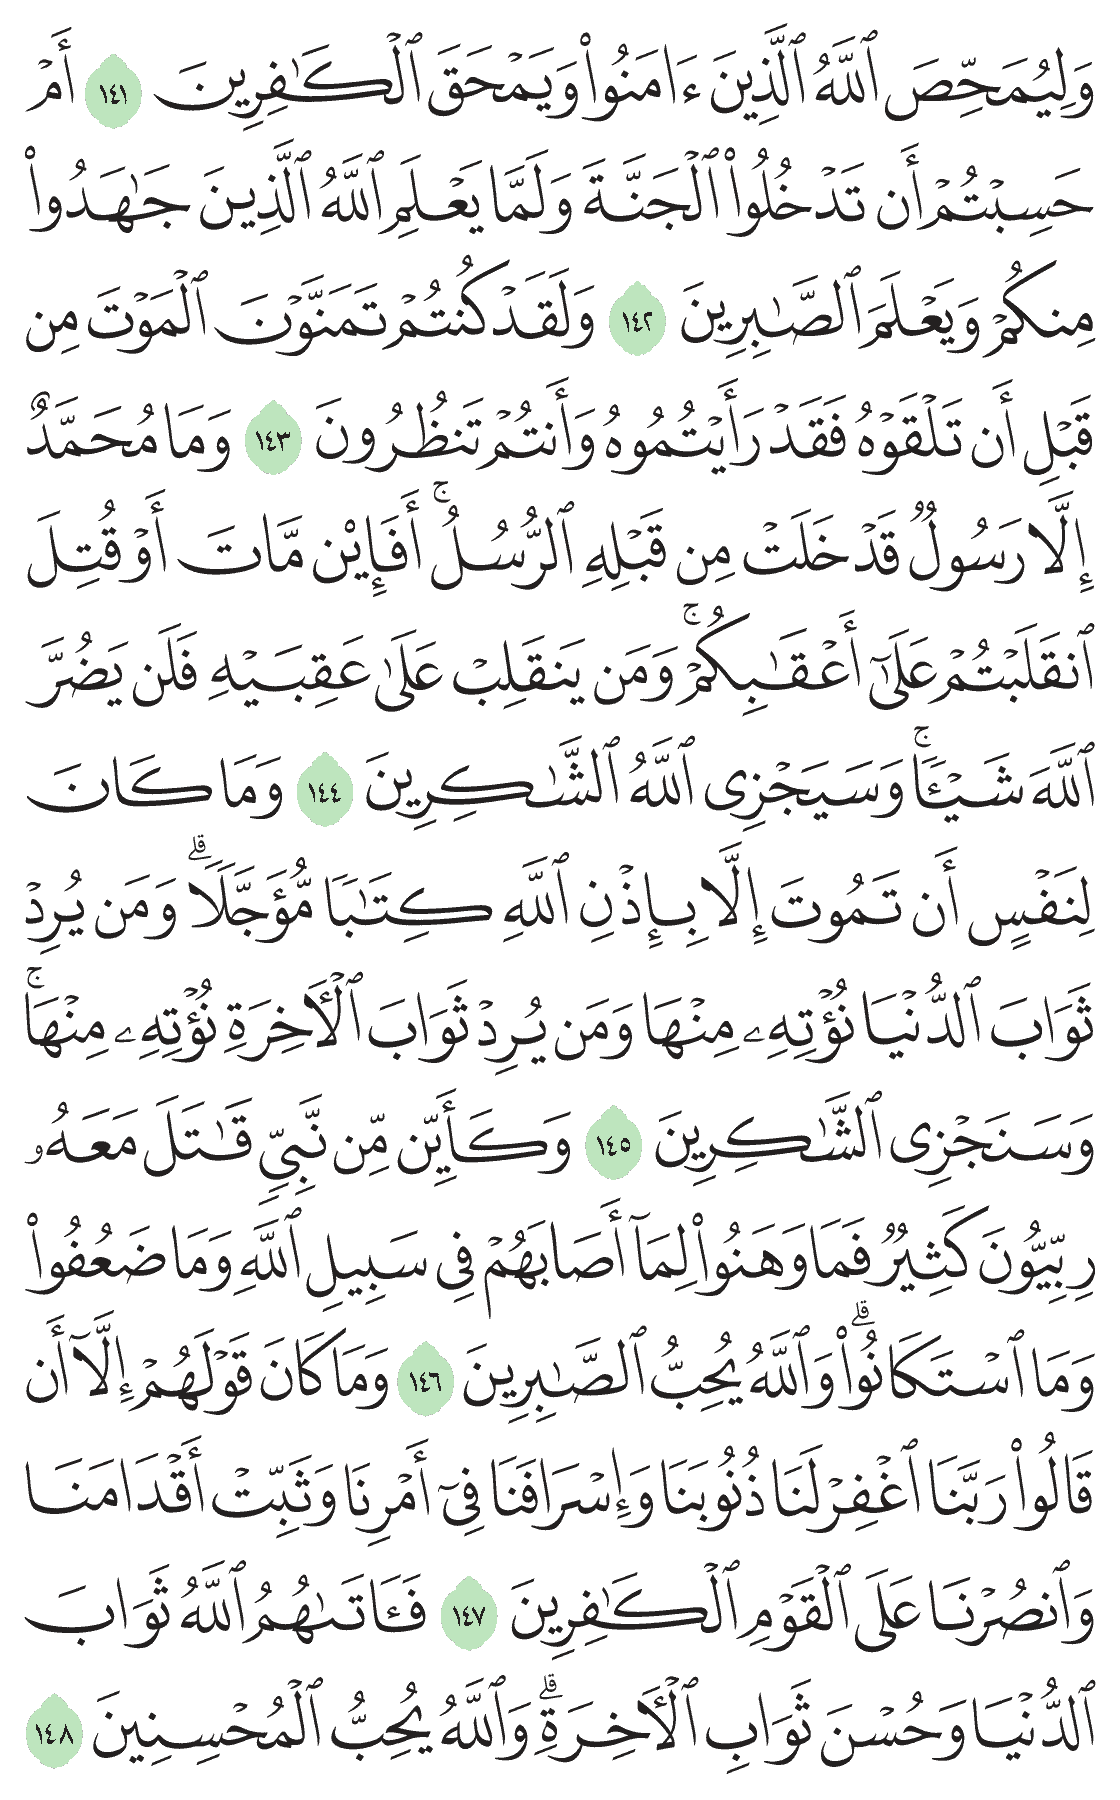 وَلِيُمَحِّصَ ٱللَّهُ ٱلَّذِينَ ءَامَنُوا۟ وَيَمْحَقَ ٱلْكَـٰفِرِينَ ١٤١ أَمْ
حَسِبْتُمْ أَن تَدْخُلُوا۟ ٱلْجَنَّةَ وَلَمَّا يَعْلَمِ ٱللَّهُ ٱلَّذِينَ جَـٰهَدُوا۟
مِنكُمْ وَيَعْلَمَ ٱلصَّـٰبِرِينَ ١٤٢ وَلَقَدْ كُنتُمْ تَمَنَّوْنَ ٱلْمَوْتَ مِن
قَبْلِ أَن تَلْقَوْهُ فَقَدْ رَأَيْتُمُوهُ وَأَنتُمْ تَنظُرُونَ ١٤٣ وَمَا مُحَمَّدٌ
إِلَّا رَسُولٌ قَدْ خَلَتْ مِن قَبْلِهِ ٱلرُّسُلُ ۚ أَفَإِي۟ن مَّاتَ أَوْ قُتِلَ
ٱنقَلَبْتُمْ عَلَىٰٓ أَعْقَـٰبِكُمْ ۚ وَمَن يَنقَلِبْ عَلَىٰ عَقِبَيْهِ فَلَن يَضُرَّ
ٱللَّهَ شَيْـًٔا ۚ وَسَيَجْزِى ٱللَّهُ ٱلشَّـٰكِرِينَ ١٤٤ وَمَا كَانَ
لِنَفْسٍ أَن تَمُوتَ إِلَّا بِإِذْنِ ٱللَّهِ كِتَـٰبًا مُّؤَجَّلًا ۗ وَمَن يُرِدْ
ثَوَابَ ٱلدُّنْيَا نُؤْتِهِۦ مِنْهَا وَمَن يُرِدْ ثَوَابَ ٱلْـَٔاخِرَةِ نُؤْتِهِۦ مِنْهَا ۚ
وَسَنَجْزِى ٱلشَّـٰكِرِينَ ١٤٥ وَكَأَيِّن مِّن نَّبِىٍّ قَـٰتَلَ مَعَهُۥ
رِبِّيُّونَ كَثِيرٌ فَمَا وَهَنُوا۟ لِمَآ أَصَابَهُمْ فِى سَبِيلِ ٱللَّهِ وَمَا ضَعُفُوا۟
وَمَا ٱسْتَكَانُوا۟ ۗ وَٱللَّهُ يُحِبُّ ٱلصَّـٰبِرِينَ ١٤٦ وَمَا كَانَ قَوْلَهُمْ إِلَّآ أَن
قَالُوا۟ رَبَّنَا ٱغْفِرْ لَنَا ذُنُوبَنَا وَإِسْرَافَنَا فِىٓ أَمْرِنَا وَثَبِّتْ أَقْدَامَنَا
وَٱنصُرْنَا عَلَى ٱلْقَوْمِ ٱلْكَـٰفِرِينَ ١٤٧ فَـَٔاتَىٰهُمُ ٱللَّهُ ثَوَابَ
ٱلدُّنْيَا وَحُسْنَ ثَوَابِ ٱلْـَٔاخِرَةِ ۗ وَٱللَّهُ يُحِبُّ ٱلْمُحْسِنِينَ ١٤٨